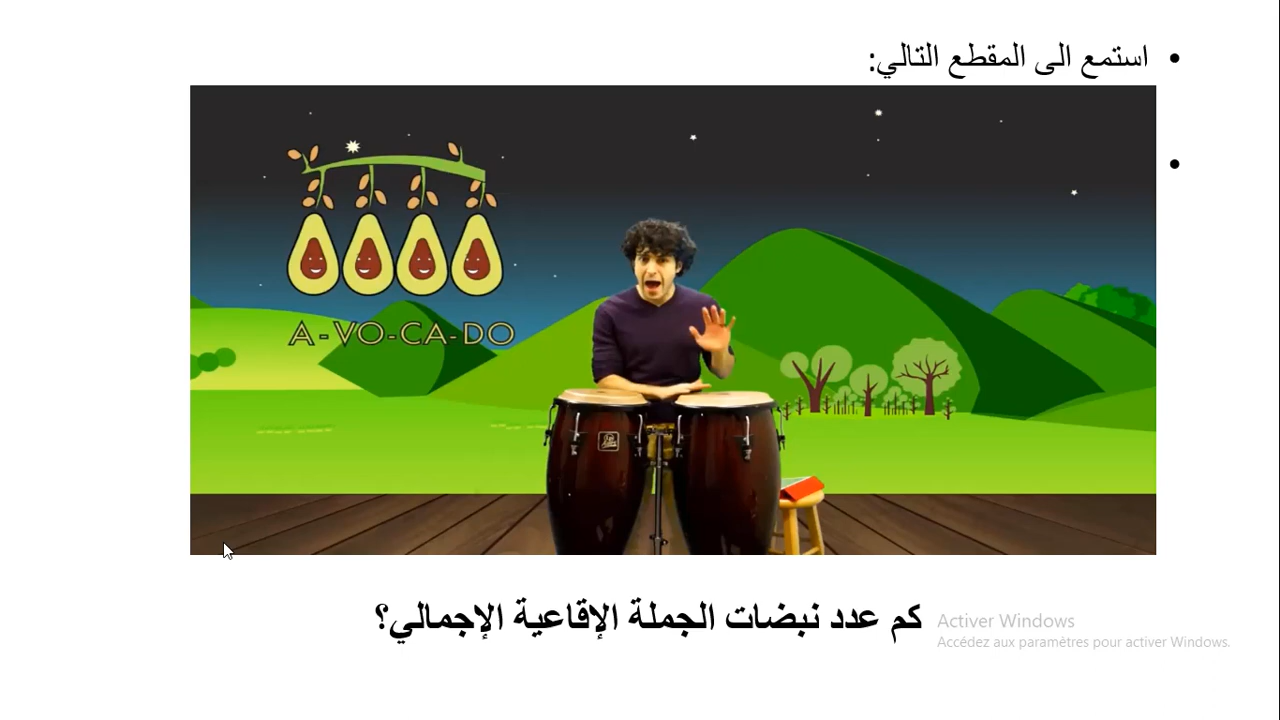 استمع الى المقطع التالي:
A-VO-CA-DO
كم عدد نبضات الجملة الإقاعية الإجمالي؟
Activer Windows
Accédez aux paramètres pour activer Windows.